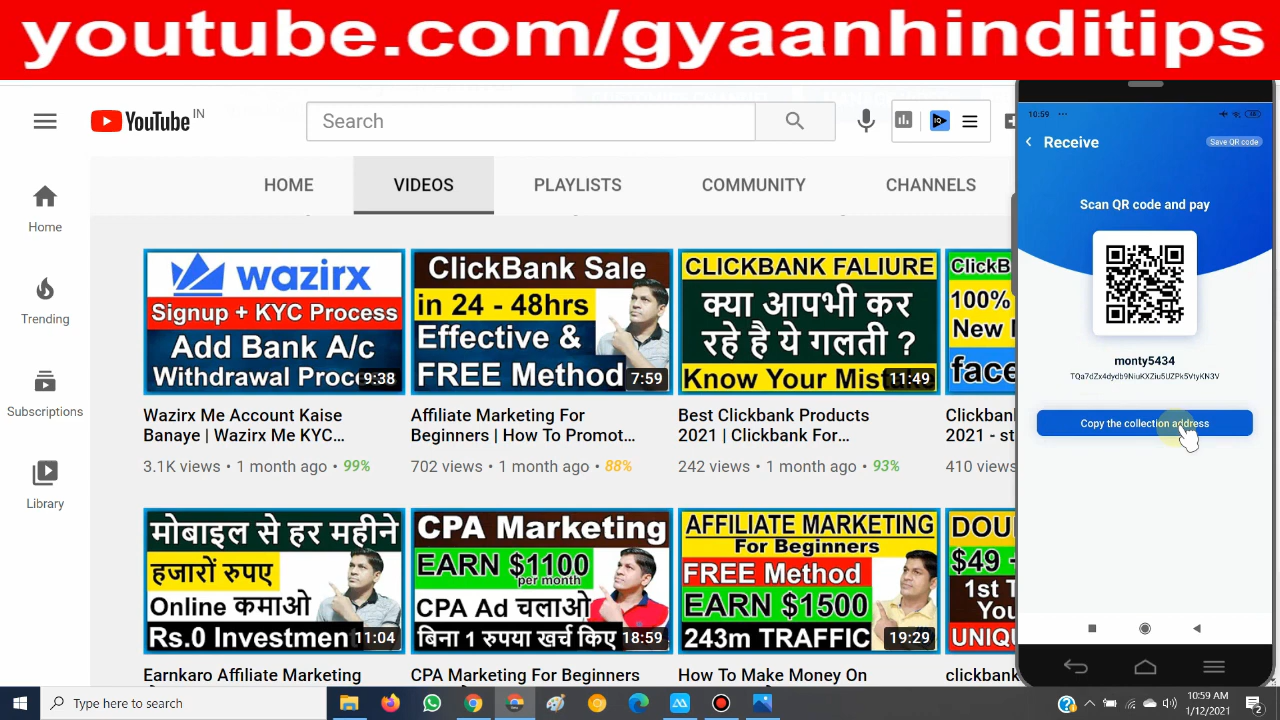 youtube.com/gyaanhinditips
YouTube IN
Search
HOME
VIDEOS
PLAYLISTS
COMMUNITY
CHANNELS
Home
Trending
Subscriptions
Library
wazirx
Signup + KYC Process
Add Bank A/c
Withdrawal Proc
9:38
Wazirx Me Account Kaise
Banaye | Wazirx Me KYC...
3.1K views • 1 month ago • 99%
ClickBank Sale
in 24 - 48hrs
Effective &
FREE Method
7:59
Affiliate Marketing For
Beginners | How To Promot...
702 views • 1 month ago • 88%
CLICKBANK FALIURE
क्या आपभी कर
रहे है ये गलती ?
Know Your Mist
11:49
Best Clickbank Products
2021 | Clickbank For...
242 views • 1 month ago • 93%
ClickB
100%
New
face
Clickbank
2021 - st
410 views
मोबाइल से हर महीने
हजारों रुपए
Online कमाओ
Rs.0 Investmen
11:04
Earnkaro Affiliate Marketing
CPA Marketing
EARN $1100
per month
CPA Ad चलाओ
बिना 1 रुपया खर्च किए
18:59
CPA Marketing For Beginners
AFFILIATE MARKETING
For Beginners
FREE Method
EARN $1500
243m TRAFFIC
19:29
How To Make Money On
DOU
$49
1st T
You
UNIQ
clickbank
10:59
Receive
Save QR code
Scan QR code and pay
monty5434
TQa7dZx4dydb9NiuKXZiu5UZPk5VtyKN3V
Copy the collection address
Type here to search
10:59 AM
1/12/2021
2